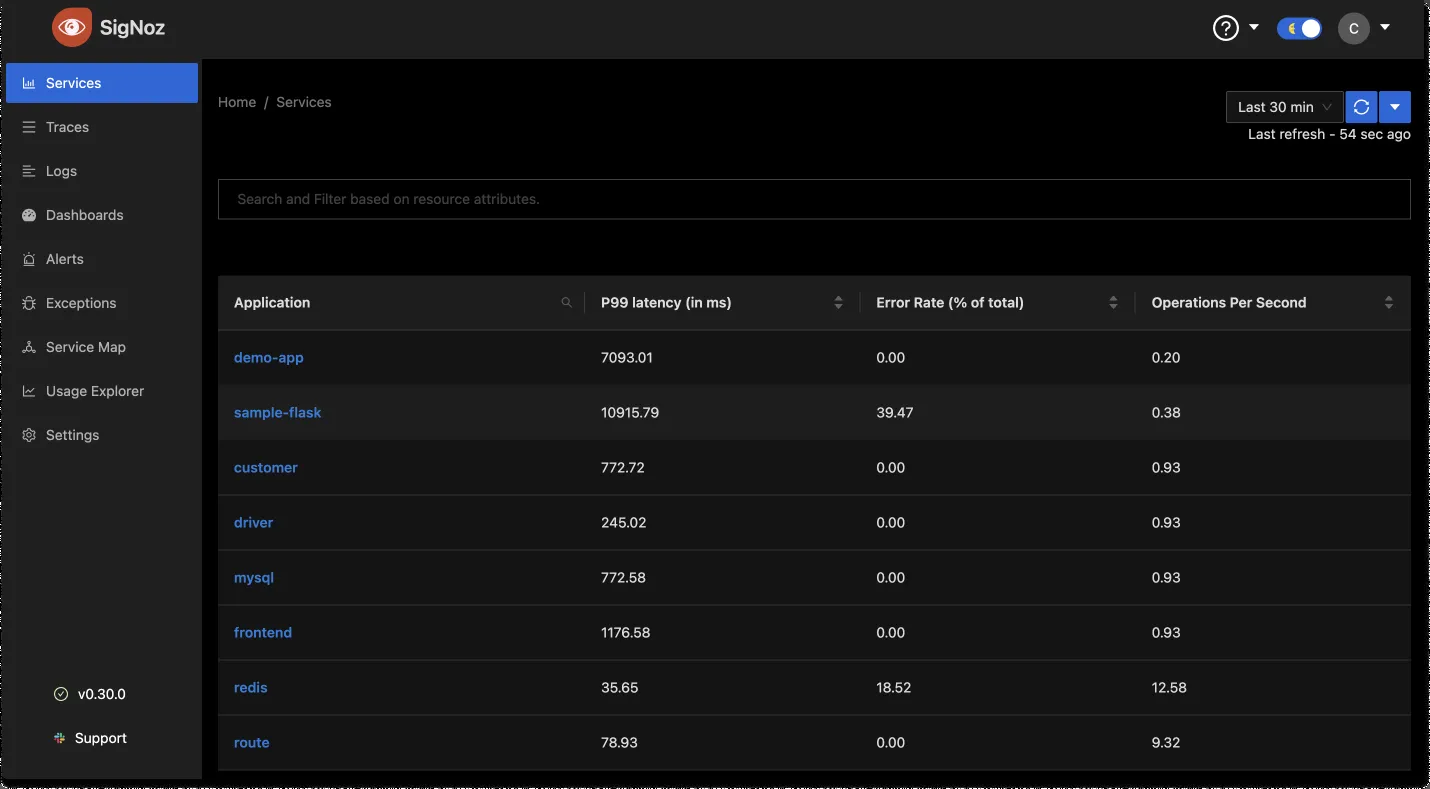 SigNoz
C
Services
Traces
Logs
Dashboards
Alerts
Exceptions
Service Map
Usage Explorer
Settings
v0.30.0
Support
Home / Services
Last 30 min
Last refresh - 54 sec ago
Search and Filter based on resource attributes.
Application P99 latency (in ms) Error Rate (% of total) Operations Per Second
demo-app 7093.01 0.00 0.20
sample-flask 10915.79 39.47 0.38
customer 772.72 0.00 0.93
driver 245.02 0.00 0.93
mysql 772.58 0.00 0.93
frontend 1176.58 0.00 0.93
redis 35.65 18.52 12.58
route 78.93 0.00 9.32